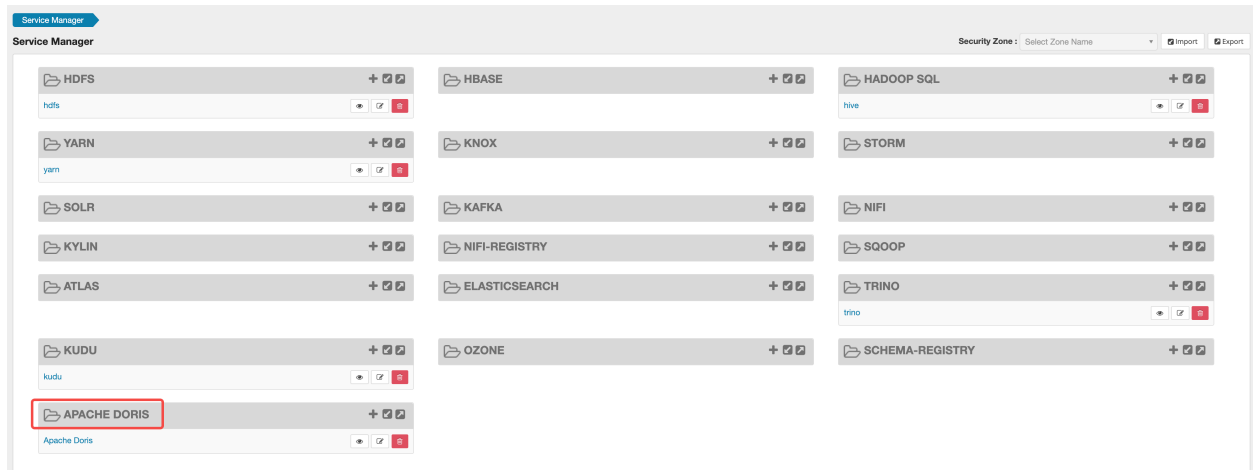 Service Manager
Service Manager
Security Zone : Select Zone Name Import Export
HDFS HBASE HADOOP SQL
hdfs hive
YARN KNOX STORM
yarn
SOLR KAFKA NIFI
KYLIN NIFI-REGISTRY SQOOP
ATLAS ELASTICSEARCH TRINO
trino
KUDU OZONE SCHEMA-REGISTRY
kudu
APACHE DORIS
Apache Doris